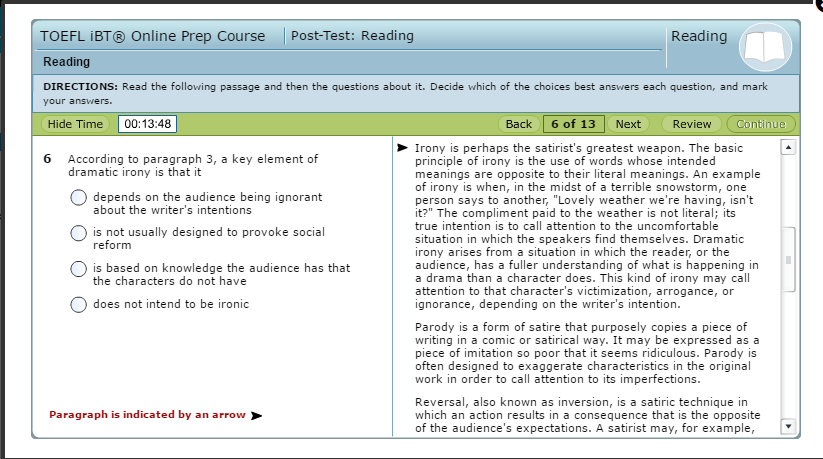 TOEFL iBT® Online Prep Course
Post-Test: Reading
Reading
Reading
DIRECTIONS: Read the following passage and then the questions about it. Decide which of the choices best answers each question, and mark
your answers.
Hide Time
00:13:48
Back
6 of 13
Next
Review
Continue
6 According to paragraph 3, a key element of
dramatic irony is that it
depends on the audience being ignorant
about the writer's intentions
is not usually designed to provoke social
reform
is based on knowledge the audience has that
the characters do not have
does not intend to be ironic
Paragraph is indicated by an arrow
Irony is perhaps the satirist's greatest weapon. The basic
principle of irony is the use of words whose intended
meanings are opposite to their literal meanings. An example
of irony is when, in the midst of a terrible snowstorm, one
person says to another, "Lovely weather we're having, isn't
it?" The compliment paid to the weather is not literal; its
true intention is to call attention to the uncomfortable
situation in which the speakers find themselves. Dramatic
irony arises from a situation in which the reader, or the
audience, has a fuller understanding of what is happening in
a drama than a character does. This kind of irony may call
attention to that character's victimization, arrogance, or
ignorance, depending on the writer's intention.
Parody is a form of satire that purposely copies a piece of
writing in a comic or satirical way. It may be expressed as a
piece of imitation so poor that it seems ridiculous. Parody is
often designed to exaggerate characteristics in the original
work in order to call attention to its imperfections.
Reversal, also known as inversion, is a satiric technique in
which an action results in a consequence that is the opposite
of the audience's expectations. A satirist may, for example,